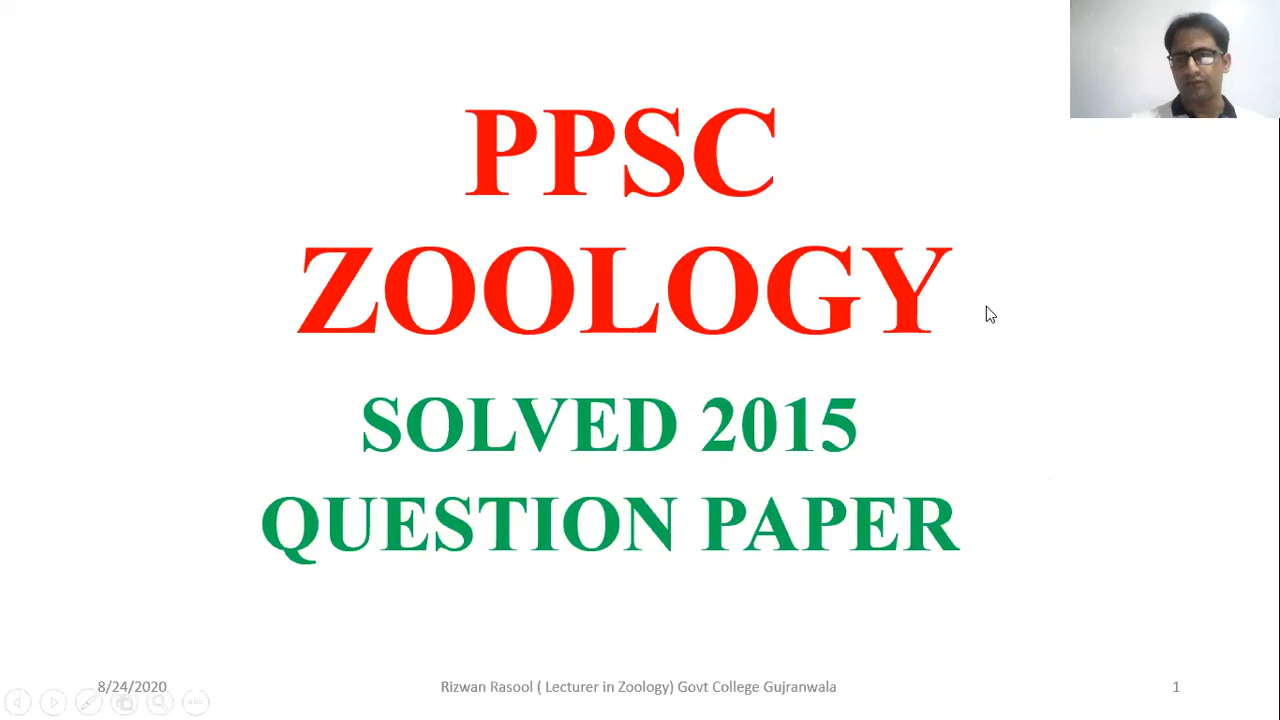 PPSC
ZOOLOGY
SOLVED 2015
QUESTION PAPER
8/24/2020
Rizwan Rasool ( Lecturer in Zoology) Govt College Gujranwala
1